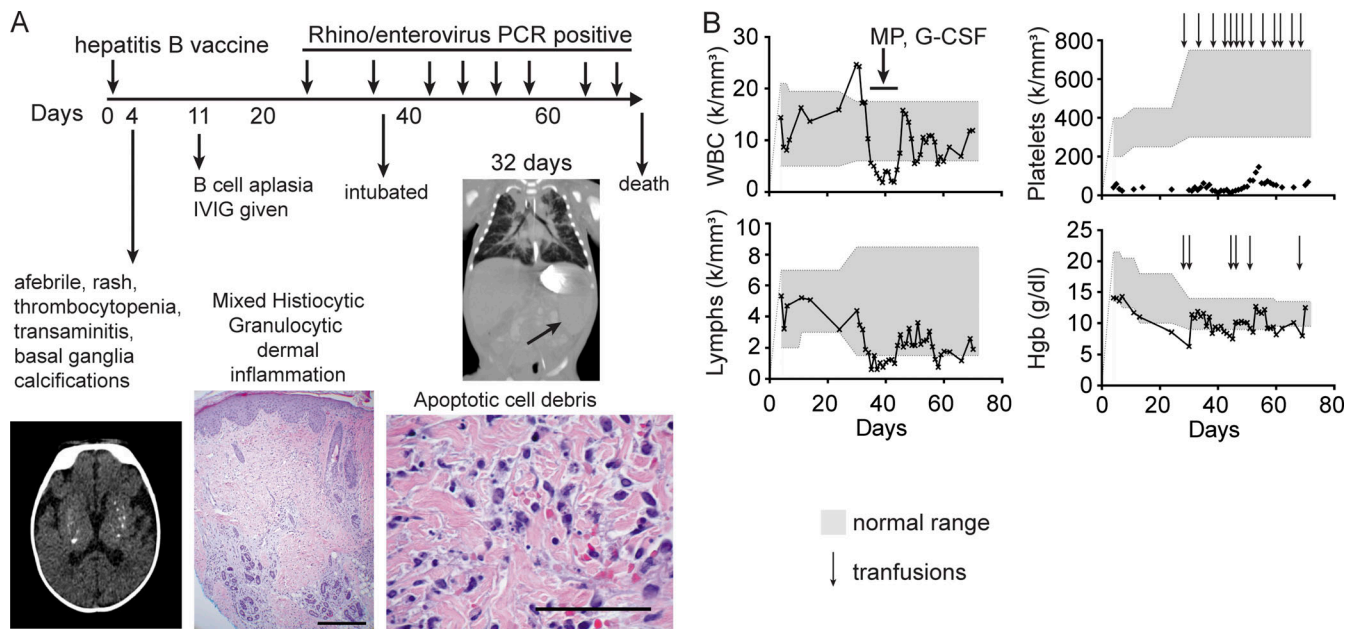 A
hepatitis B vaccine
Rhino/enterovirus PCR positive
Days 0 4 11 20 40 60
B cell aplasia
IVIG given
intubated
32 days
death
afebrile, rash,
thrombocytopenia,
transaminitis,
basal ganglia
calcifications
Mixed Histiocytic
Granulocytic
dermal
inflammation
Apoptotic cell debris
B
WBC (k/mm³)
30
20
10
0
MP, G-CSF
Platelets (k/mm³)
800
600
400
200
0
Lymphs (k/mm³)
10
8
6
4
2
0
0 20 40 60 80
Days
Hgb (g/dl)
25
20
15
10
5
0
0 20 40 60 80
Days
normal range
tranfusions